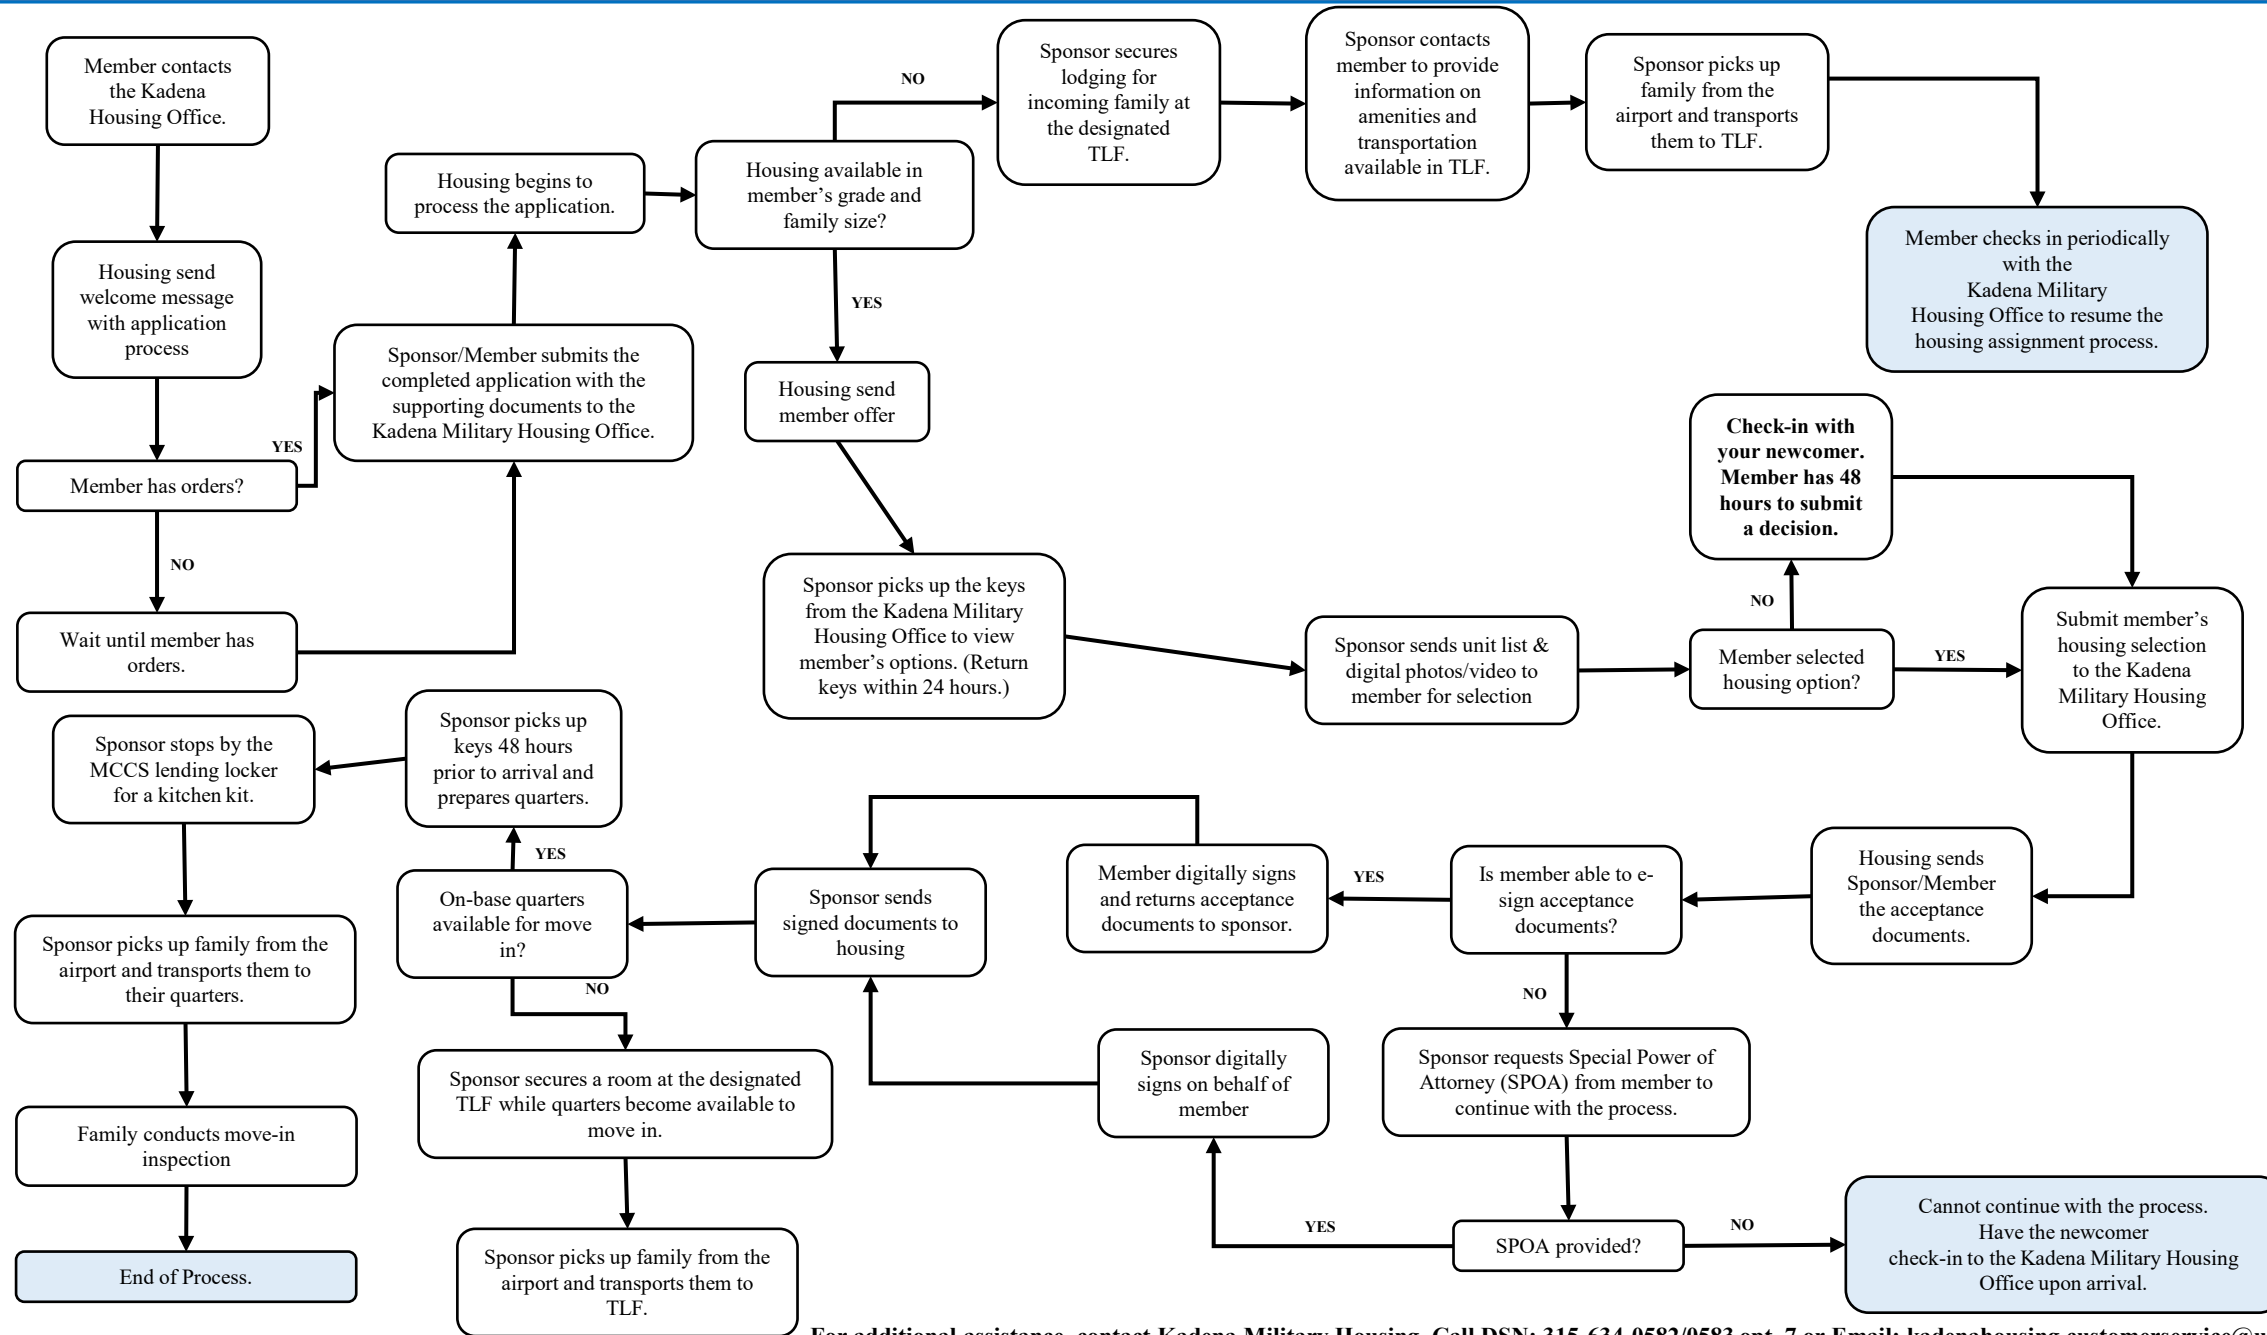 Member contacts
the Kadena
Housing Office.
Housing send
welcome message
with application
process
Member has orders?
YES
NO
Wait until member has
orders.
Sponsor/Member submits the
completed application with the
supporting documents to the
Kadena Military Housing Office.
Housing begins to
process the application.
Housing available in
member’s grade and
family size?
NO
Sponsor secures
lodging for
incoming family at
the designated
TLF.
Sponsor contacts
member to provide
information on
amenities and
transportation
available in TLF.
Sponsor picks up
family from the
airport and transports
them to TLF.
Member checks in periodically
with the
Kadena Military
Housing Office to resume the
housing assignment process.
YES
Housing send
member offer
Sponsor picks up the keys
from the Kadena Military
Housing Office to view
member’s options. (Return
keys within 24 hours.)
Sponsor sends unit list &
digital photos/video to
member for selection
Member selected
housing option?
NO
Check-in with
your newcomer.
Member has 48
hours to submit
a decision.
YES
Submit member’s
housing selection
to the Kadena
Military Housing
Office.
Housing sends
Sponsor/Member
the acceptance
documents.
Is member able to e-
sign acceptance
documents?
YES
Member digitally signs
and returns acceptance
documents to sponsor.
NO
Sponsor requests Special Power of
Attorney (SPOA) from member to
continue with the process.
SPOA provided?
YES
Sponsor digitally
signs on behalf of
member
NO
Cannot continue with the process.
Have the newcomer
check-in to the Kadena Military Housing
Office upon arrival.
Sponsor sends
signed documents to
housing
On-base quarters
available for move
in?
YES
Sponsor picks up
keys 48 hours
prior to arrival and
prepares quarters.
Sponsor stops by the
MCCS lending locker
for a kitchen kit.
Sponsor picks up family from the
airport and transports them to
their quarters.
Family conducts move-in
inspection
End of Process.
NO
Sponsor secures a room at the designated
TLF while quarters become available to
move in.
Sponsor picks up family from the
airport and transports them to
TLF.
For additional assistance, contact Kadena Military Housing. Call DSN: 315-634-0582/0583 opt. 7 or Email: